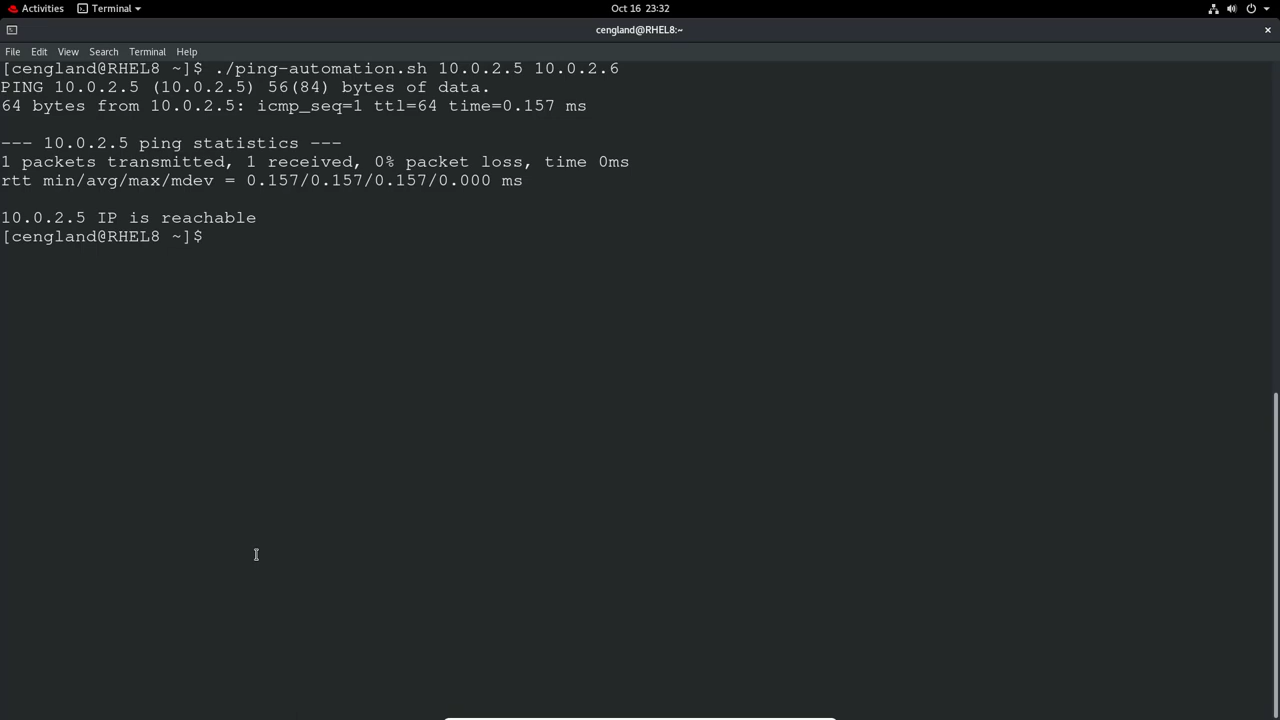 Activities Terminal Oct 16 23:32
cengland@RHEL8:~ ×
File Edit View Search Terminal Help
[cengland@RHEL8 ~]$ ./ping-automation.sh 10.0.2.5 10.0.2.6
PING 10.0.2.5 (10.0.2.5) 56(84) bytes of data.
64 bytes from 10.0.2.5: icmp_seq=1 ttl=64 time=0.157 ms
--- 10.0.2.5 ping statistics ---
1 packets transmitted, 1 received, 0% packet loss, time 0ms
rtt min/avg/max/mdev = 0.157/0.157/0.157/0.000 ms
10.0.2.5 IP is reachable
[cengland@RHEL8 ~]$